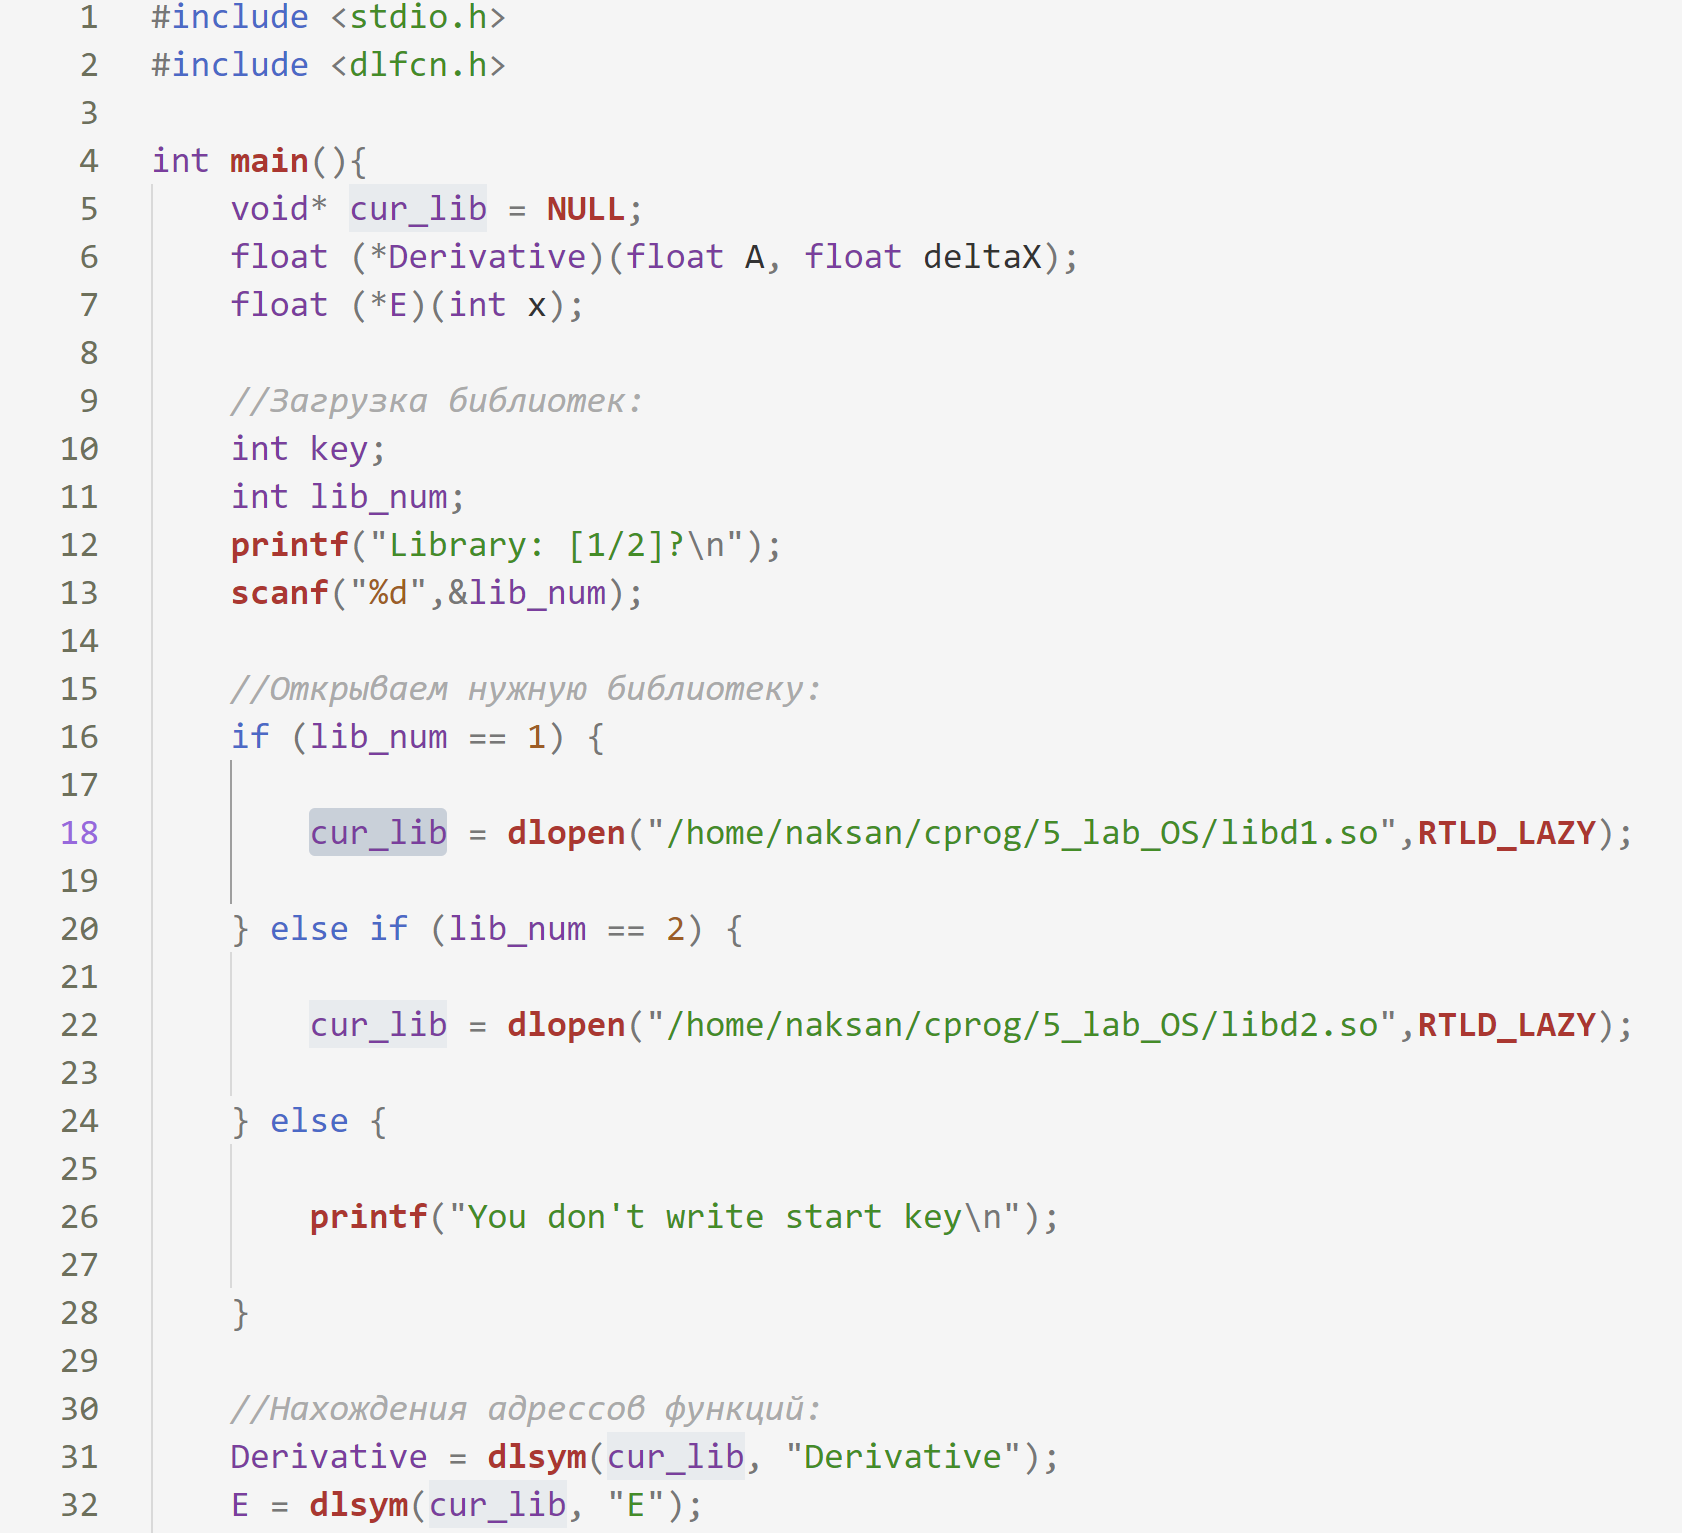 1 #include <stdio.h>
2 #include <dlfcn.h>
3
4 int main(){
5     void* cur_lib = NULL;
6     float (*Derivative)(float A, float deltaX);
7     float (*E)(int x);
8
9     //Загрузка библиотек:
10     int key;
11     int lib_num;
12     printf("Library: [1/2]?\n");
13     scanf("%d",&lib_num);
14
15     //Открываем нужную библиотеку:
16     if (lib_num == 1) {
17
18         cur_lib = dlopen("/home/naksan/cprog/5_lab_OS/libd1.so",RTLD_LAZY);
19
20     } else if (lib_num == 2) {
21
22         cur_lib = dlopen("/home/naksan/cprog/5_lab_OS/libd2.so",RTLD_LAZY);
23
24     } else {
25
26         printf("You don't write start key\n");
27
28     }
29
30     //Нахождения адрессов функций:
31     Derivative = dlsym(cur_lib, "Derivative");
32     E = dlsym(cur_lib, "E");